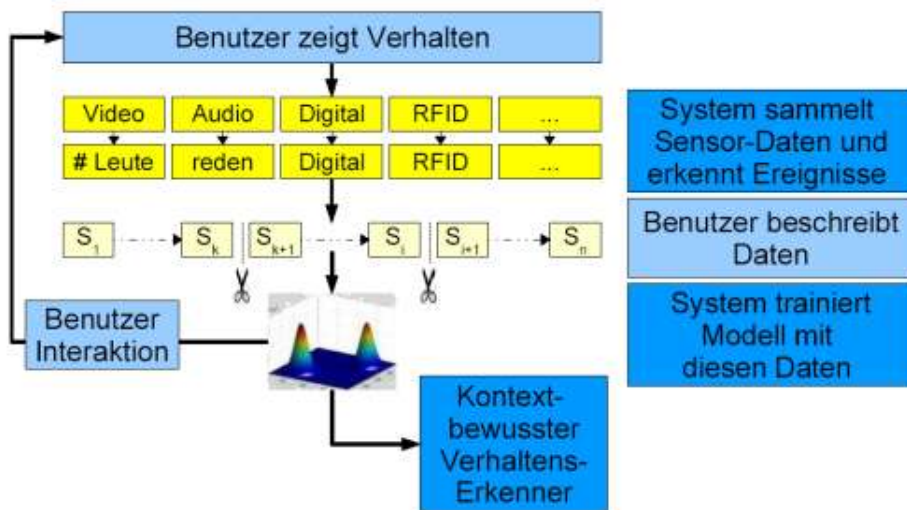 Benutzer zeigt Verhalten
Video
Audio
Digital
RFID
...
# Leute
reden
Digital
RFID
...
System sammelt
Sensor-Daten und
erkennt Ereignisse
S1
Sk
Sk+1
Si
Si+1
Sn
Benutzer beschreibt
Daten
Benutzer
Interaktion
System trainiert
Modell mit
diesen Daten
Kontext-
bewusster
Verhaltens-
Erkenner